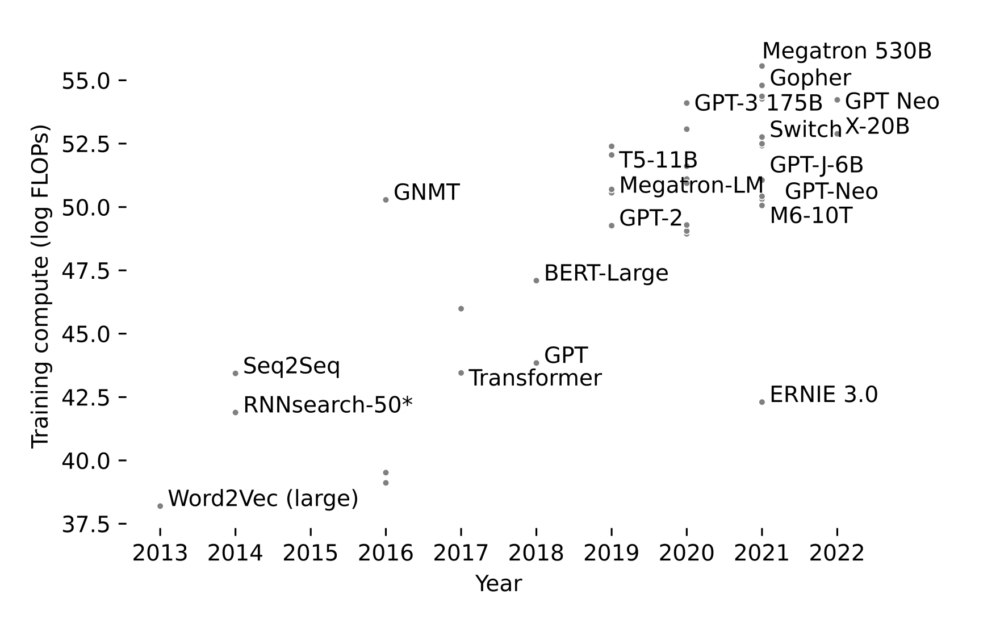 Megatron 530B
55.0
Gopher
GPT-3 175B
GPT Neo
X-20B
Switch
52.5
T5-11B
GPT-J-6B
Megatron-LM
GNMT
GPT-Neo
50.0
GPT-2
M6-10T
BERT-Large
47.5
45.0
GPT
Seq2Seq
Transformer
ERNIE 3.0
42.5
RNNsearch-50*
40.0
Word2Vec (large)
37.5
Training compute (log FLOPs)
2013 2014 2015 2016 2017 2018 2019 2020 2021 2022
Year